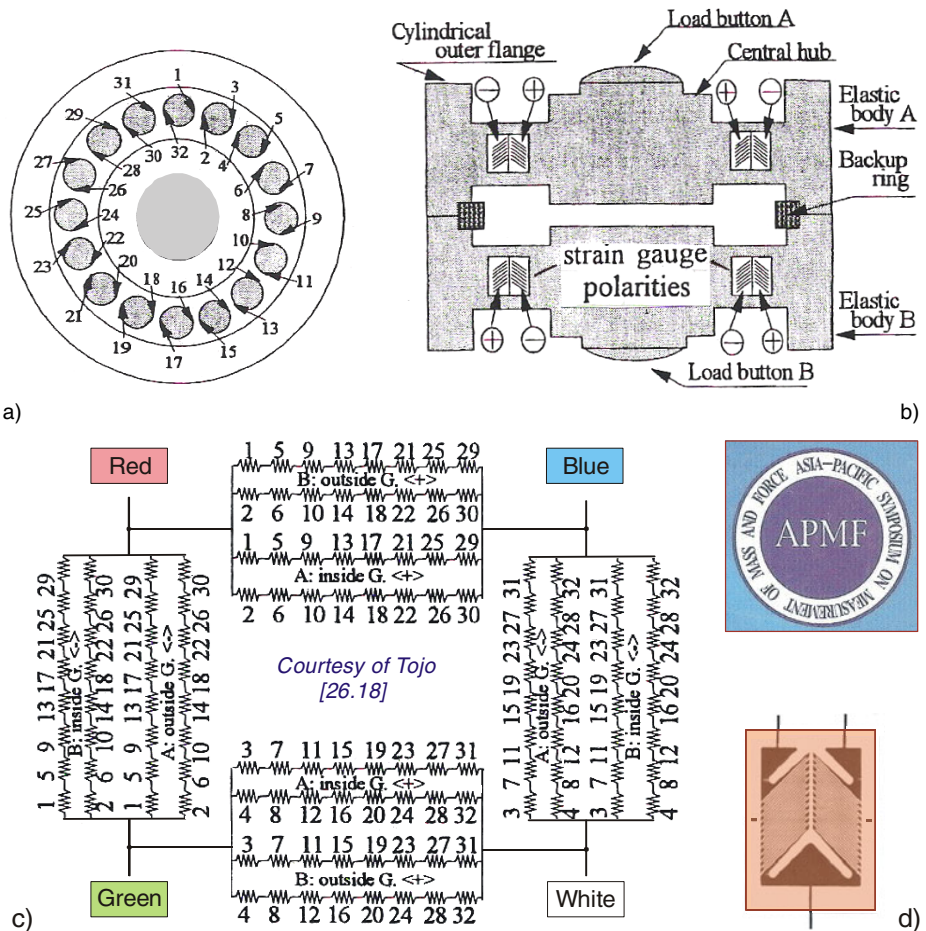 Load button A
Cylindrical
outer flange
Central hub
Elastic
body A
Backup
ring
strain gauge
polarities
Elastic
body B
Load button B
+
-
1
2
3
4
5
6
7
8
9
10
11
12
13
14
15
16
17
18
19
20
21
22
23
24
25
26
27
28
29
30
31
32
a)
b)
Red
Blue
1 5 9 13 17 21 25 29
B: outside G. <+>
2 6 10 14 18 22 26 30
1 5 9 13 17 21 25 29
A: inside G. <+>
2 6 10 14 18 22 26 30
1 5 9 13 17 21 25 29
B: inside G. <->
2 6 10 14 18 22 26 30
1 5 9 13 17 21 25 29
A: outside G. <->
2 6 10 14 18 22 26 30
Courtesy of Tojo
[26.18]
3 7 11 15 19 23 27 31
A: outside G. <->
4 8 12 16 20 24 28 32
3 7 11 15 19 23 27 31
B: inside G. <->
4 8 12 16 20 24 28 32
3 7 11 15 19 23 27 31
A: inside G. <+>
4 8 12 16 20 24 28 32
3 7 11 15 19 23 27 31
B: outside G. <+>
4 8 12 16 20 24 28 32
Green
White
c)
ASIA-PACIFIC SYMPOSIUM ON MEASUREMENT OF MASS AND FORCE
APMF
d)